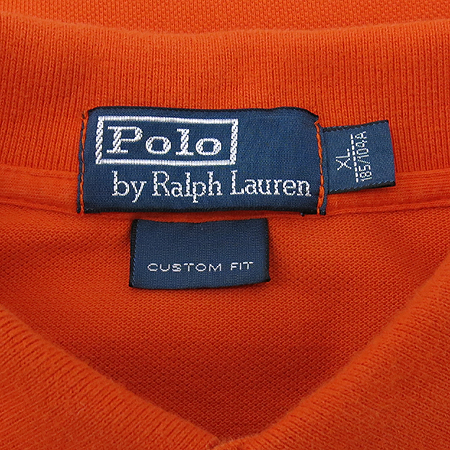 Polo
by Ralph Lauren
XL
185/104A
CUSTOM FIT